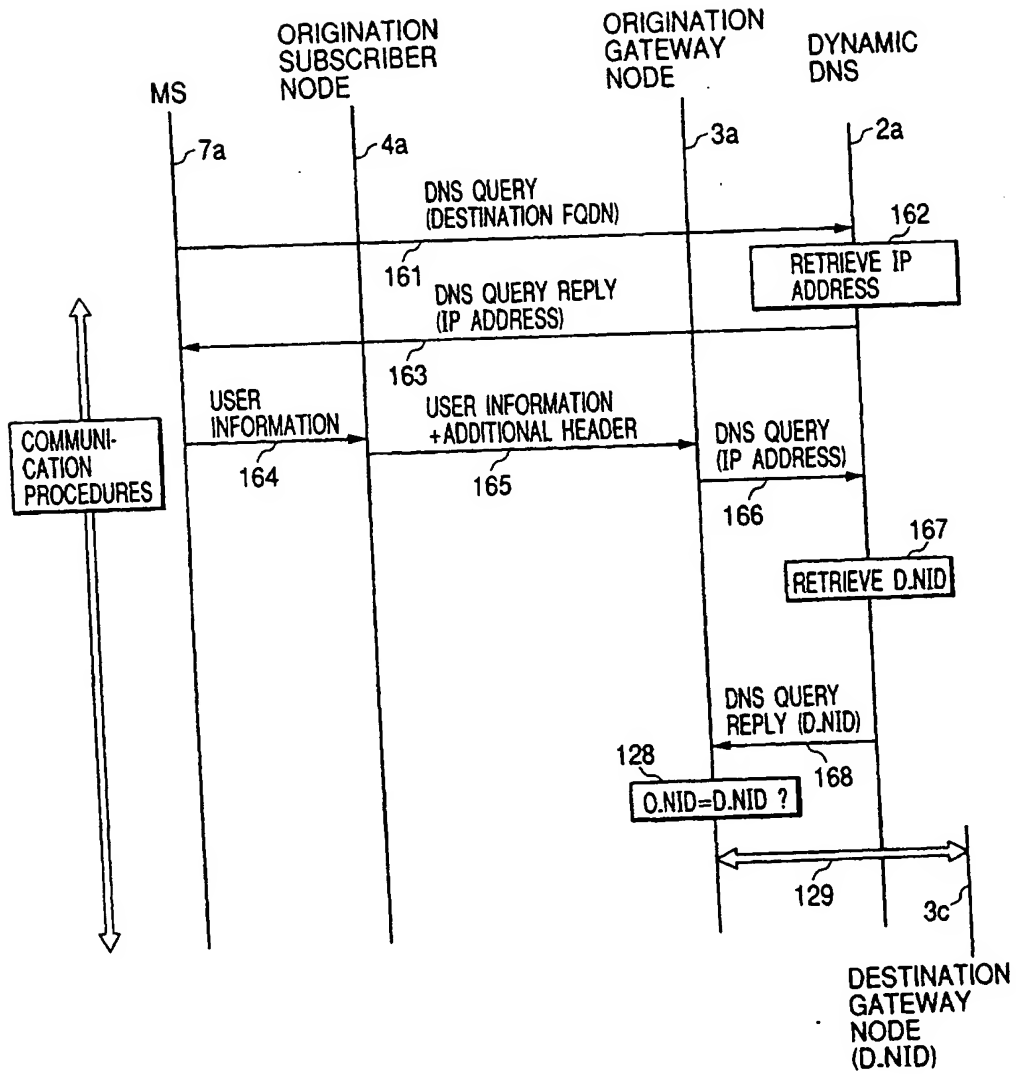 MS
ORIGINATION
SUBSCRIBER
NODE
ORIGINATION
GATEWAY
NODE
DYNAMIC
DNS
7a
4a
3a
2a
DNS QUERY
(DESTINATION FQDN)
161
162
RETRIEVE IP
ADDRESS
DNS QUERY REPLY
(IP ADDRESS)
163
COMMUNI-
CATION
PROCEDURES
USER
INFORMATION
164
USER INFORMATION
+ADDITIONAL HEADER
165
DNS QUERY
(IP ADDRESS)
166
167
RETRIEVE D.NID
DNS QUERY
REPLY (D.NID)
168
128
O.NID=D.NID ?
129
3c
DESTINATION
GATEWAY
NODE
(D.NID)